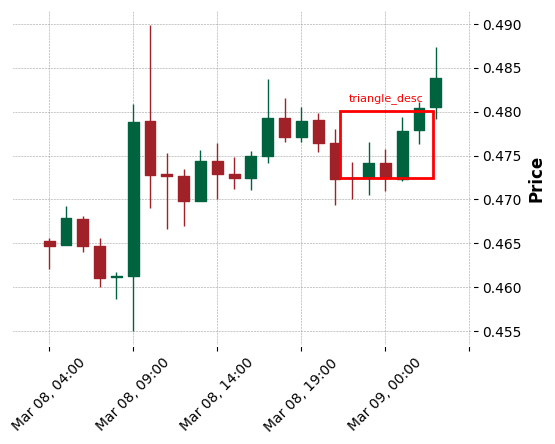 0.490
0.485
triangle_desc
0.480
0.475
0.470
0.465
0.460
0.455
Price
Mar 08, 04:00
Mar 08, 09:00
Mar 08, 14:00
Mar 08, 19:00
Mar 09, 00:00